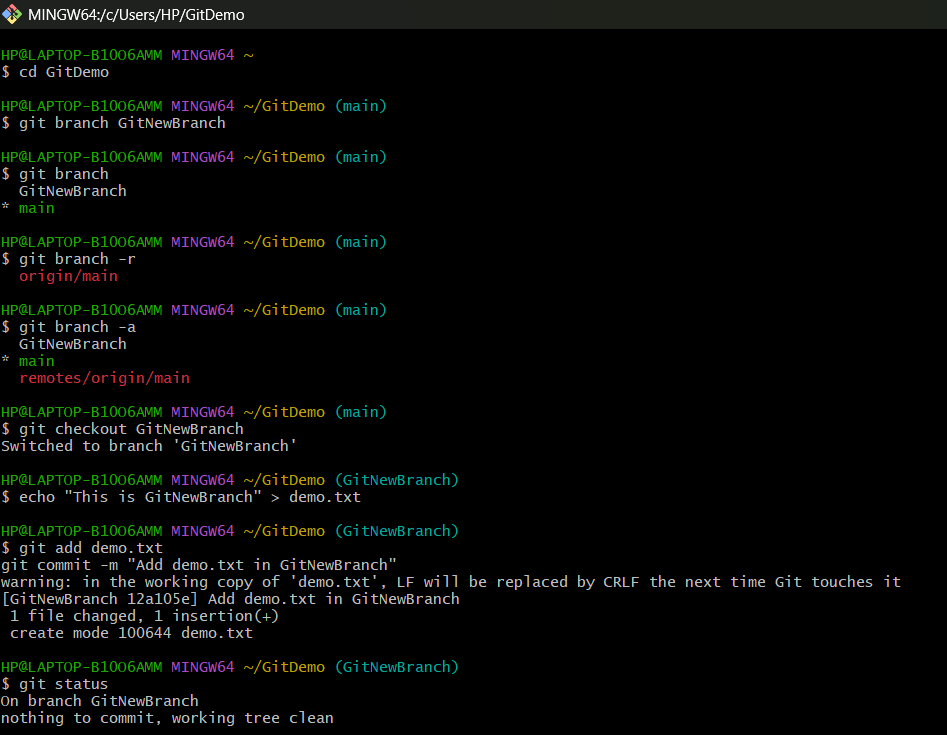 MINGW64:/c/Users/HP/GitDemo
HP@LAPTOP-B1OO6AMM MINGW64 ~
$ cd GitDemo
HP@LAPTOP-B1OO6AMM MINGW64 ~/GitDemo (main)
$ git branch GitNewBranch
HP@LAPTOP-B1OO6AMM MINGW64 ~/GitDemo (main)
$ git branch
  GitNewBranch
* main
HP@LAPTOP-B1OO6AMM MINGW64 ~/GitDemo (main)
$ git branch -r
  origin/main
HP@LAPTOP-B1OO6AMM MINGW64 ~/GitDemo (main)
$ git branch -a
  GitNewBranch
* main
  remotes/origin/main
HP@LAPTOP-B1OO6AMM MINGW64 ~/GitDemo (main)
$ git checkout GitNewBranch
Switched to branch 'GitNewBranch'
HP@LAPTOP-B1OO6AMM MINGW64 ~/GitDemo (GitNewBranch)
$ echo "This is GitNewBranch" > demo.txt
HP@LAPTOP-B1OO6AMM MINGW64 ~/GitDemo (GitNewBranch)
$ git add demo.txt
git commit -m "Add demo.txt in GitNewBranch"
warning: in the working copy of 'demo.txt', LF will be replaced by CRLF the next time Git touches it
[GitNewBranch 12a105e] Add demo.txt in GitNewBranch
 1 file changed, 1 insertion(+)
 create mode 100644 demo.txt
HP@LAPTOP-B1OO6AMM MINGW64 ~/GitDemo (GitNewBranch)
$ git status
On branch GitNewBranch
nothing to commit, working tree clean